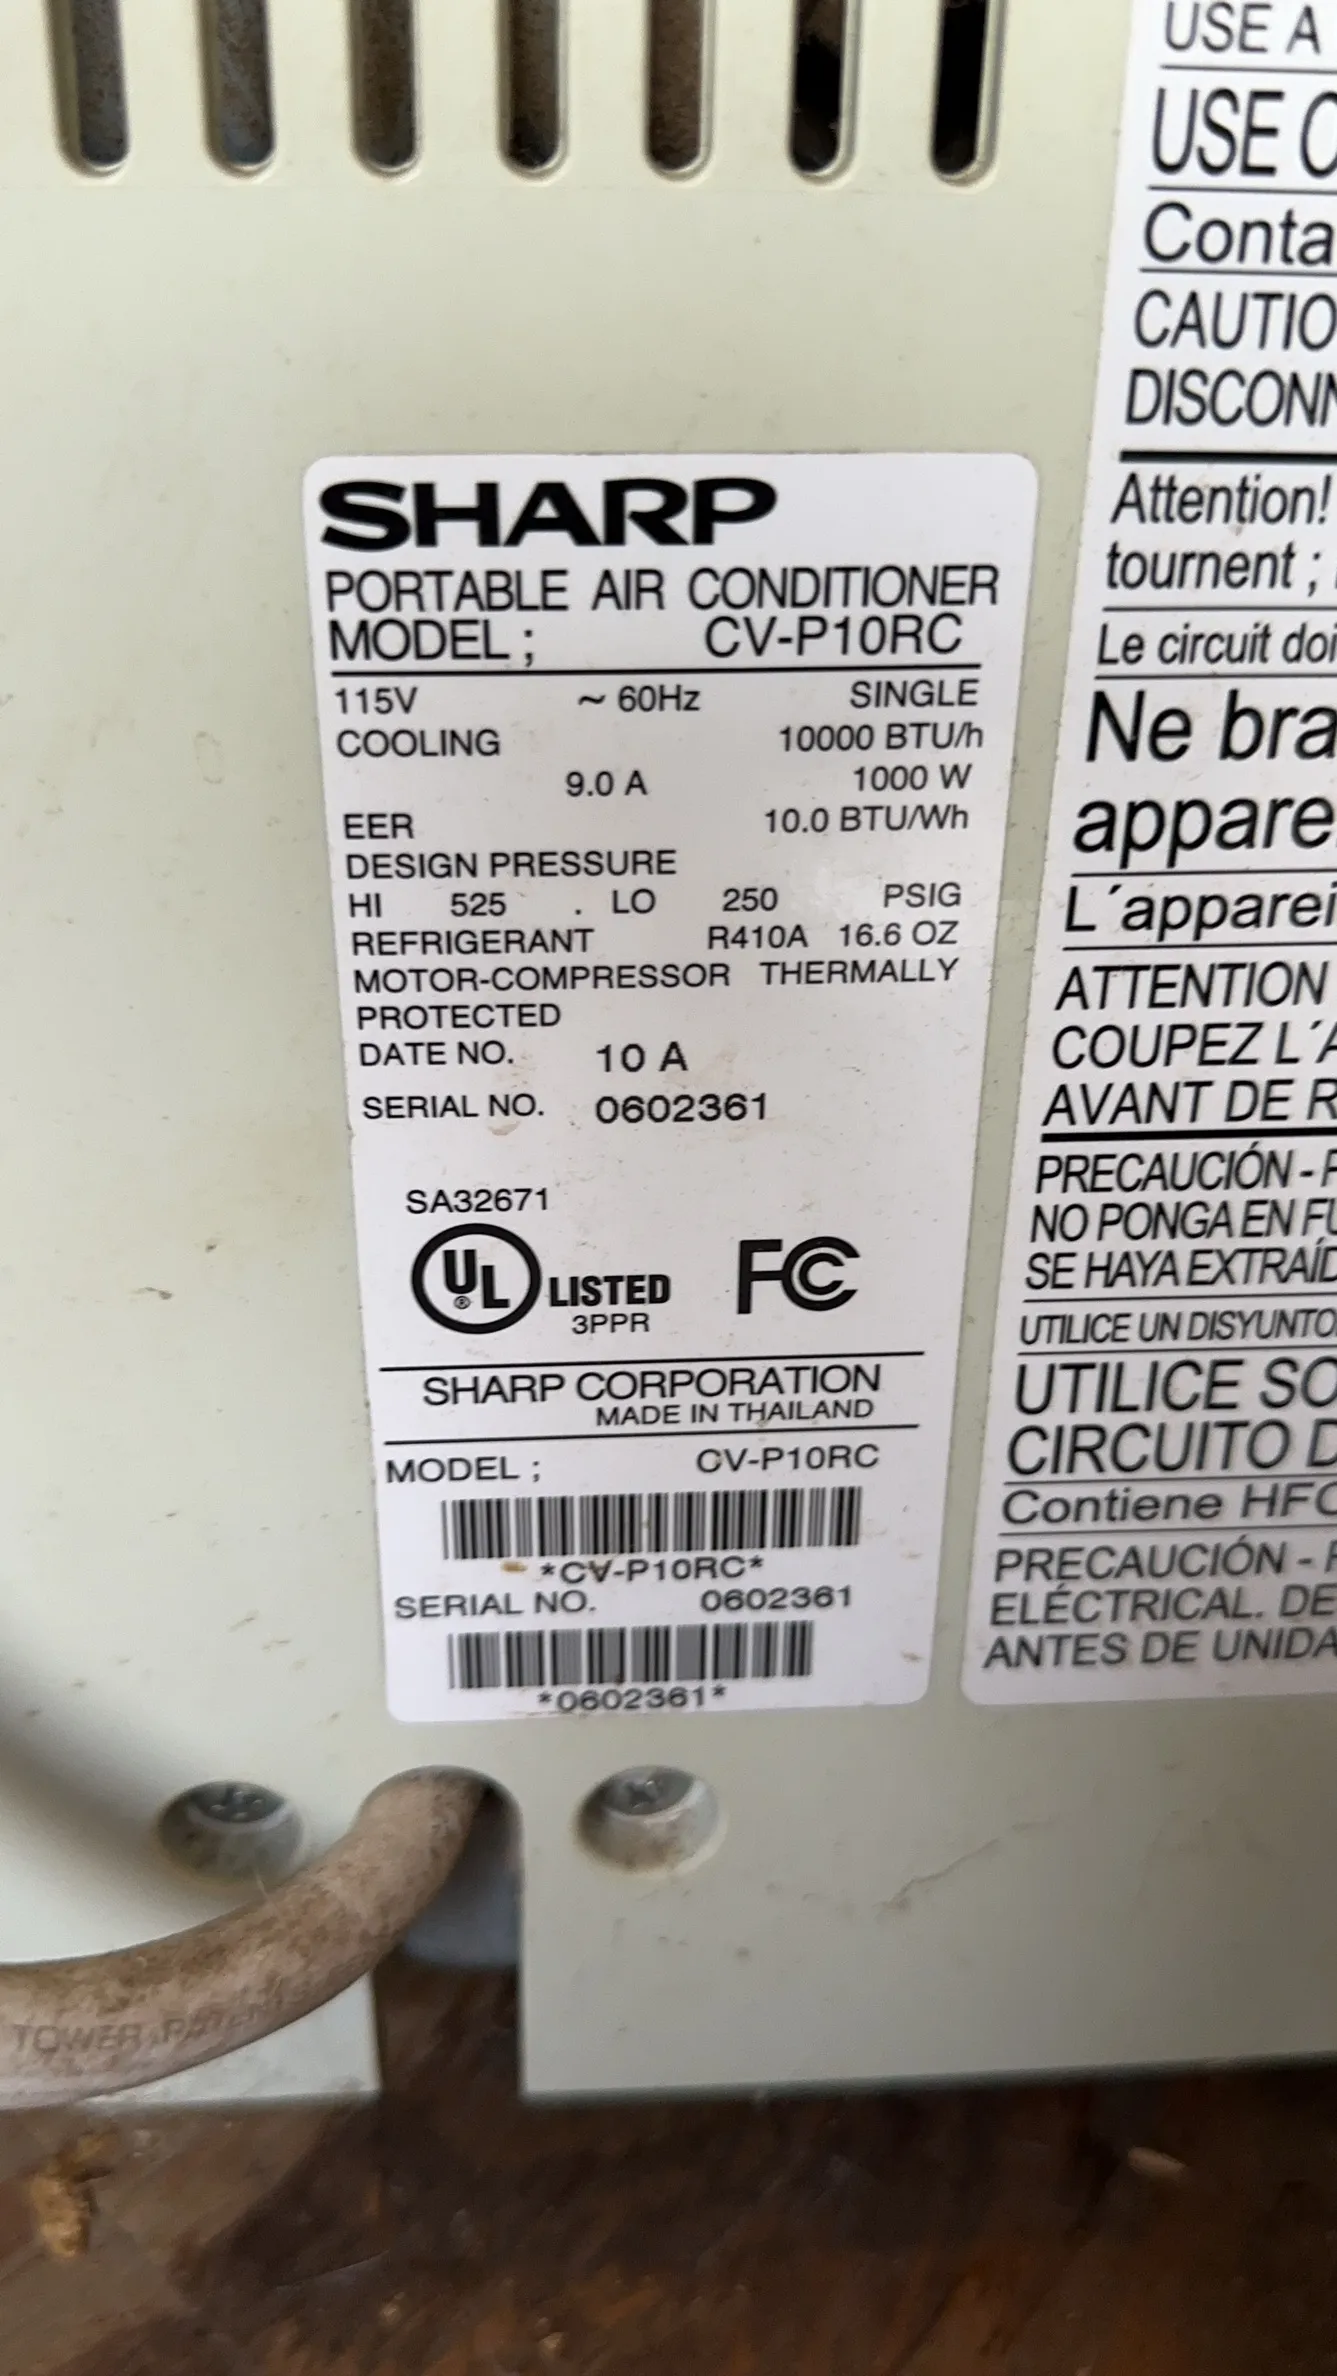 SHARP
PORTABLE AIR CONDITIONER
MODEL ; CV-P10RC
115V ~ 60Hz SINGLE
COOLING 10000 BTU/h
9.0 A 1000 W
EER 10.0 BTU/Wh
DESIGN PRESSURE
HI 525 . LO 250 PSIG
REFRIGERANT R410A 16.6 OZ
MOTOR-COMPRESSOR THERMALLY
PROTECTED
DATE NO. 10 A
SERIAL NO. 0602361
SA32671
UL ® LISTED FC
3PPR
SHARP CORPORATION
MADE IN THAILAND
MODEL ; CV-P10RC
*CV-P10RC*
SERIAL NO. 0602361
*0602361*
USE A
USE
Conta
CAUTIO
DISCONN
Attention!
tournent ;
Le circuit doi
Ne bra
appare
L´apparei
ATTENTION
COUPEZ L´A
AVANT DE R
PRECAUCIÓN - P
NO PONGA EN FU
SE HAYA EXTRAÍD
UTILICE UN DISYUNTO
UTILICE SO
CIRCUITO D
Contiene HFC
PRECAUCIÓN -
ELÉCTRICAL. DE
ANTES DE UNIDA
TOWER